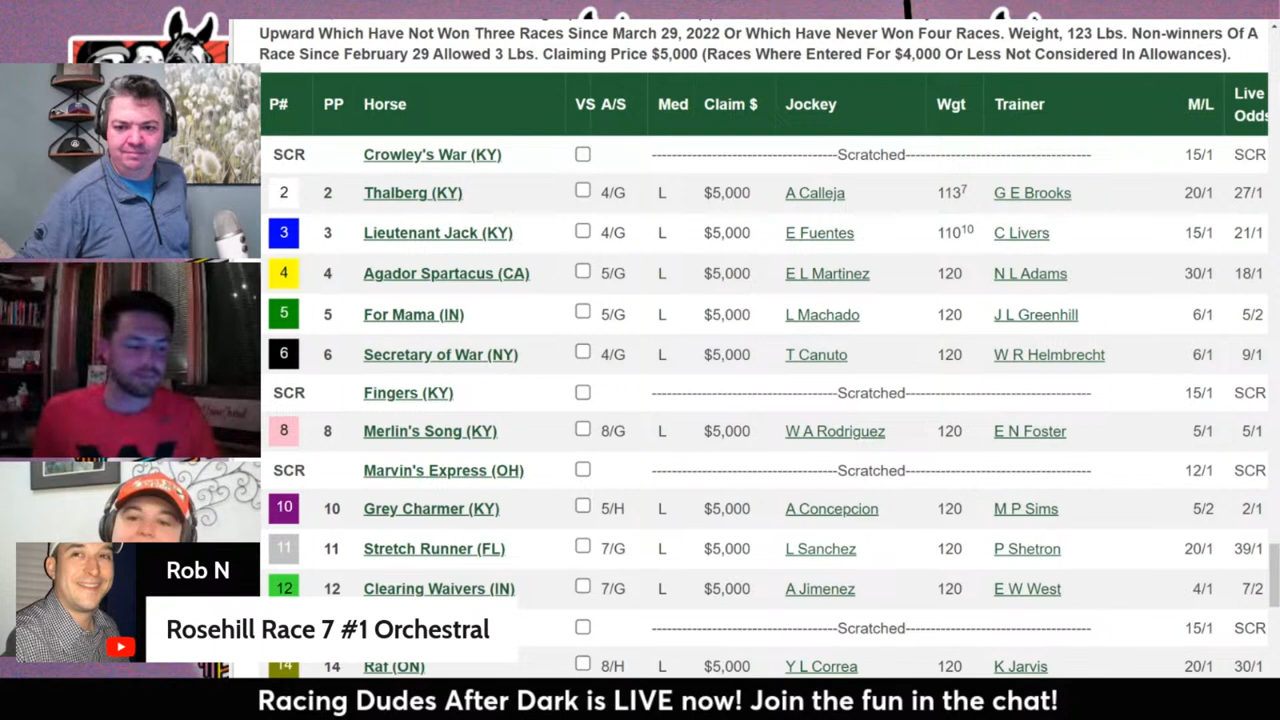 Upward Which Have Not Won Three Races Since March 29, 2022 Or Which Have Never Won Four Races. Weight, 123 Lbs. Non-winners Of A
Race Since February 29 Allowed 3 Lbs. Claiming Price $5,000 (Races Where Entered For $4,000 Or Less Not Considered In Allowances).
P# PP Horse VS A/S Med Claim $ Jockey Wgt Trainer M/L Live Odds
SCR Crowley's War (KY) ----Scratched---- 15/1 SCR
2 2 Thalberg (KY) 4/G L $5,000 A Calleja 113⁷ G E Brooks 20/1 27/1
3 3 Lieutenant Jack (KY) 4/G L $5,000 E Fuentes 110¹⁰ C Livers 15/1 21/1
4 4 Agador Spartacus (CA) 5/G L $5,000 E L Martinez 120 N L Adams 30/1 18/1
5 5 For Mama (IN) 5/G L $5,000 L Machado 120 J L Greenhill 6/1 5/2
6 6 Secretary of War (NY) 4/G L $5,000 T Canuto 120 W R Helmbrecht 6/1 9/1
SCR Fingers (KY) ----Scratched---- 15/1 SCR
8 8 Merlin's Song (KY) 8/G L $5,000 W A Rodriguez 120 E N Foster 5/1 5/1
SCR Marvin's Express (OH) ----Scratched---- 12/1 SCR
10 10 Grey Charmer (KY) 5/H L $5,000 A Concepcion 120 M P Sims 5/2 2/1
11 11 Stretch Runner (FL) 7/G L $5,000 L Sanchez 120 P Shetron 20/1 39/1
12 12 Clearing Waivers (IN) 7/G L $5,000 A Jimenez 120 E W West 4/1 7/2
----Scratched---- 15/1 SCR
14 14 Raf (ON) 8/H L $5,000 Y L Correa 120 K Jarvis 20/1 30/1
Rob N
Rosehill Race 7 #1 Orchestral
Racing Dudes After Dark is LIVE now! Join the fun in the chat!